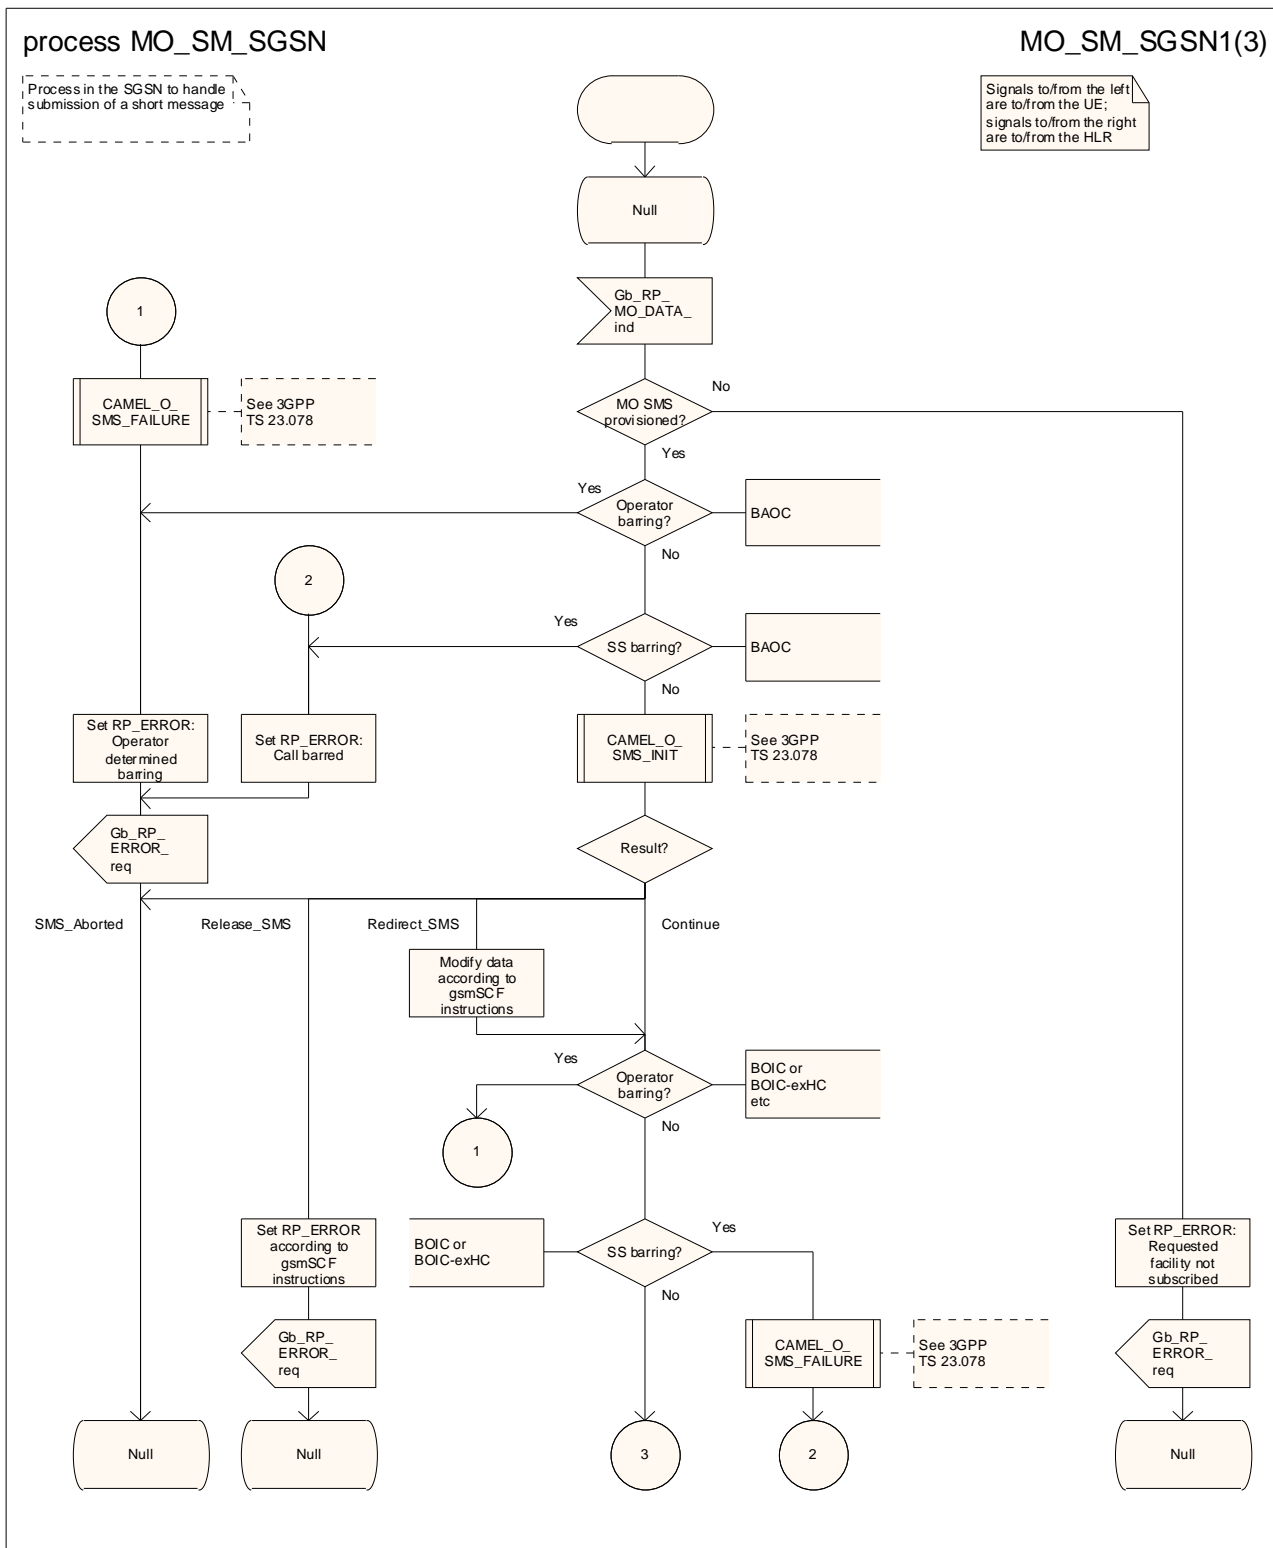 process MO_SM_SGSN
MO_SM_SGSN1(3)
Process in the SGSN to handle
submission of a short message
Signals to/from the left
are to/from the UE;
signals to/from the right
are to/from the HLR
Null
Gb_RP_
MO_DATA_
ind
1
CAMEL_O_
SMS_FAILURE
See 3GPP
TS 23.078
MO SMS
provisioned?
No
Yes
Yes
Operator
barring?
BAOC
No
2
Yes
SS barring?
BAOC
No
Set RP_ERROR:
Operator
determined
barring
Set RP_ERROR:
Call barred
CAMEL_O_
SMS_INIT
See 3GPP
TS 23.078
Gb_RP_
ERROR_
req
Result?
SMS_Aborted
Release_SMS
Redirect_SMS
Continue
Modify data
according to
gsmSCF
instructions
Yes
Operator
barring?
BOIC or
BOIC-exHC
etc
No
1
Set RP_ERROR
according to
gsmSCF
instructions
BOIC or
BOIC-exHC
SS barring?
Yes
No
Set RP_ERROR:
Requested
facility not
subscribed
Gb_RP_
ERROR_
req
CAMEL_O_
SMS_FAILURE
See 3GPP
TS 23.078
Gb_RP_
ERROR_
req
Null
Null
3
2
Null